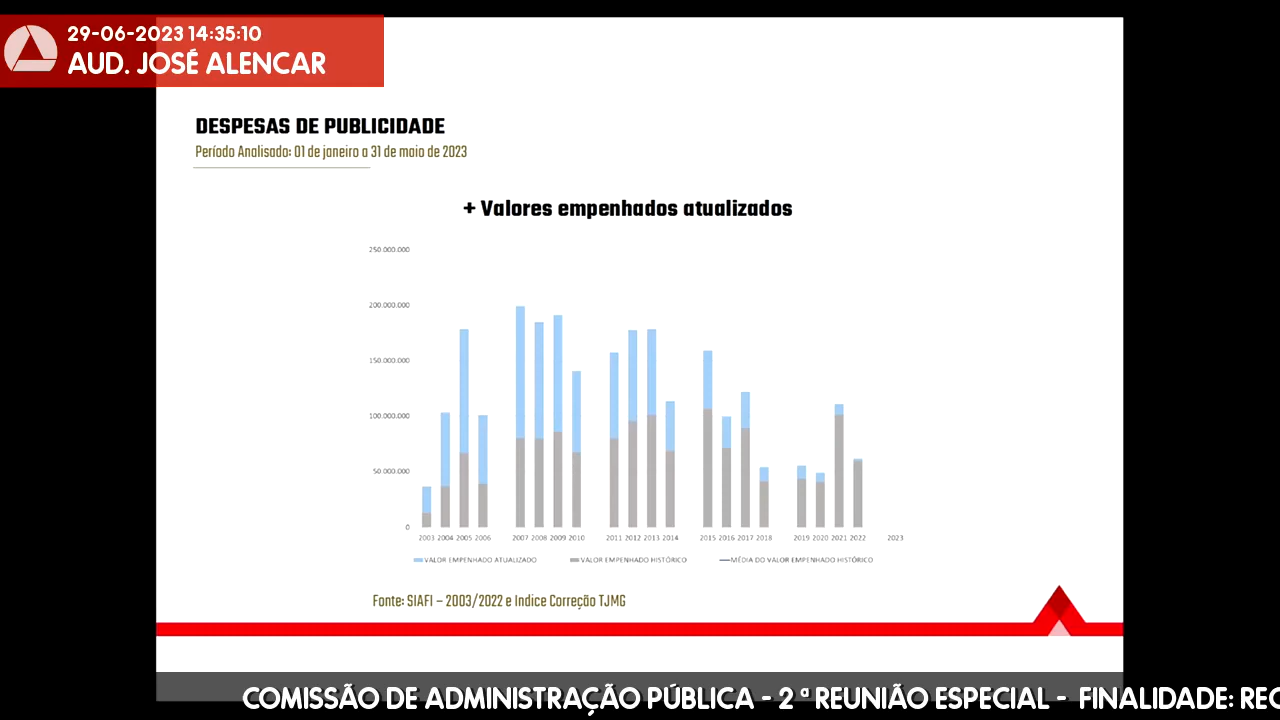 29-06-2023 14:35:10
AUD. JOSÉ ALENCAR
DESPESAS DE PUBLICIDADE
Período Analisado: 01 de janeiro a 31 de maio de 2023
+ Valores empenhados atualizados
250.000.000
200.000.000
150.000.000
100.000.000
50.000.000
0
2003 2004 2005 2006 2007 2008 2009 2010 2011 2012 2013 2014 2015 2016 2017 2018 2019 2020 2021 2022 2023
VALOR EMPENHADO ATUALIZADO VALOR EMPENHADO HISTÓRICO MÉDIA DO VALOR EMPENHADO HISTÓRICO
Fonte: SIAFI – 2003/2022 e Indice Correção TJMG
COMISSÃO DE ADMINISTRAÇÃO PÚBLICA - 2 ª REUNIÃO ESPECIAL - FINALIDADE: REC